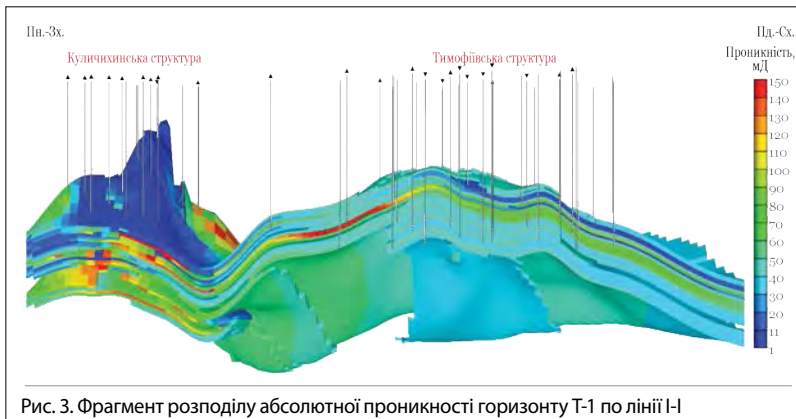 Пн.-Зх.
Пд.-Сх.
Куличихинська структура
Тимофіївська структура
Проникність,
мД
150
140
130
120
110
100
90
80
70
60
50
40
30
20
11
1
Рис. 3. Фрагмент розподілу абсолютної проникності горизонту Т-1 по лінії І-І